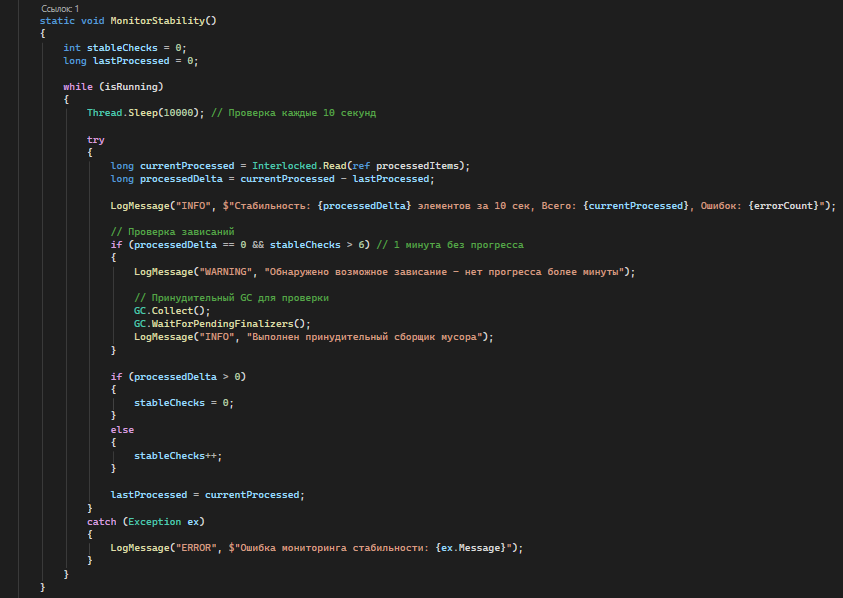 Ссылок: 1
static void MonitorStability()
{
int stableChecks = 0;
long lastProcessed = 0;
while (isRunning)
{
Thread.Sleep(10000); // Проверка каждые 10 секунд
try
{
long currentProcessed = Interlocked.Read(ref processedItems);
long processedDelta = currentProcessed - lastProcessed;
LogMessage("INFO", $"Стабильность: {processedDelta} элементов за 10 сек, Всего: {currentProcessed}, Ошибок: {errorCount}");
// Проверка зависаний
if (processedDelta == 0 && stableChecks > 6) // 1 минута без прогресса
{
LogMessage("WARNING", "Обнаружено возможное зависание - нет прогресса более минуты");
// Принудительный GC для проверки
GC.Collect();
GC.WaitForPendingFinalizers();
LogMessage("INFO", "Выполнен принудительный сборщик мусора");
}
if (processedDelta > 0)
{
stableChecks = 0;
}
else
{
stableChecks++;
}
lastProcessed = currentProcessed;
}
catch (Exception ex)
{
LogMessage("ERROR", $"Ошибка мониторинга стабильности: {ex.Message}");
}
}
}